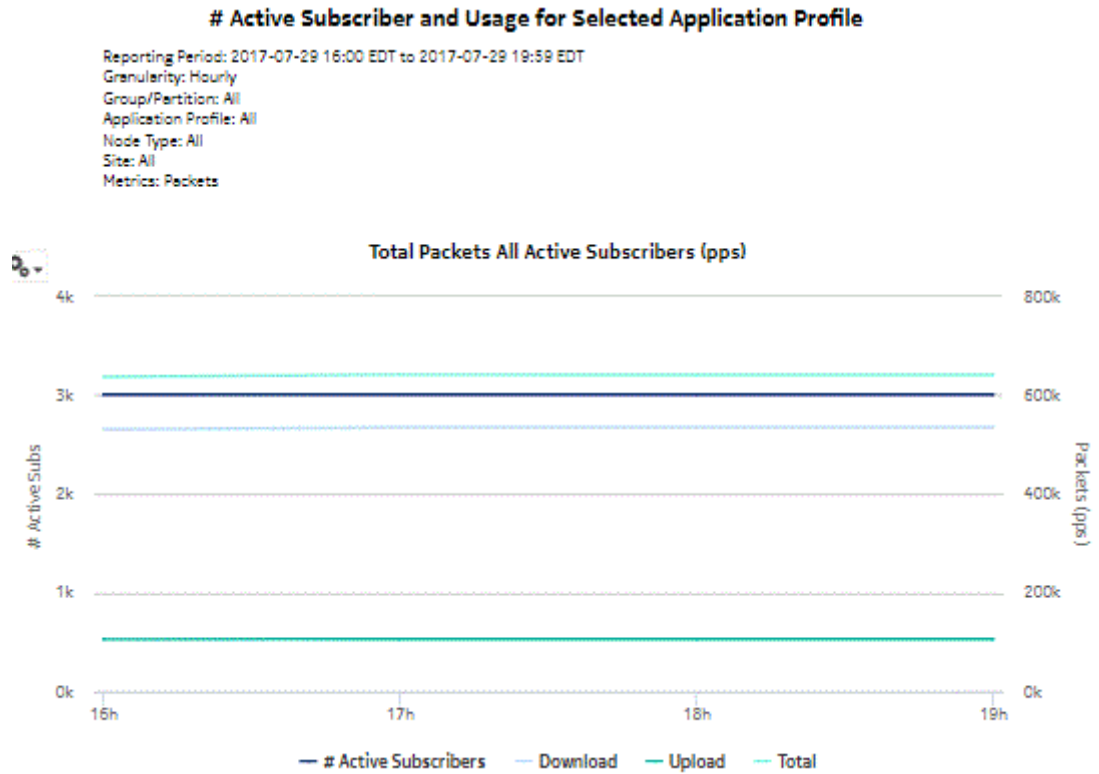 # Active Subscriber and Usage for Selected Application Profile
Reporting Period: 2017-07-29 16:00 EDT to 2017-07-29 19:59 EDT
Granularity: Hourly
Group/Partition: All
Application Profile: All
Node Type: All
Site: All
Metrics: Packets
Total Packets All Active Subscribers (pps)
4k
3k
2k
1k
0k
# Active Subs
800k
600k
400k
200k
0k
Packets (pps)
16h 17h 18h 19h
# Active Subscribers Download Upload Total